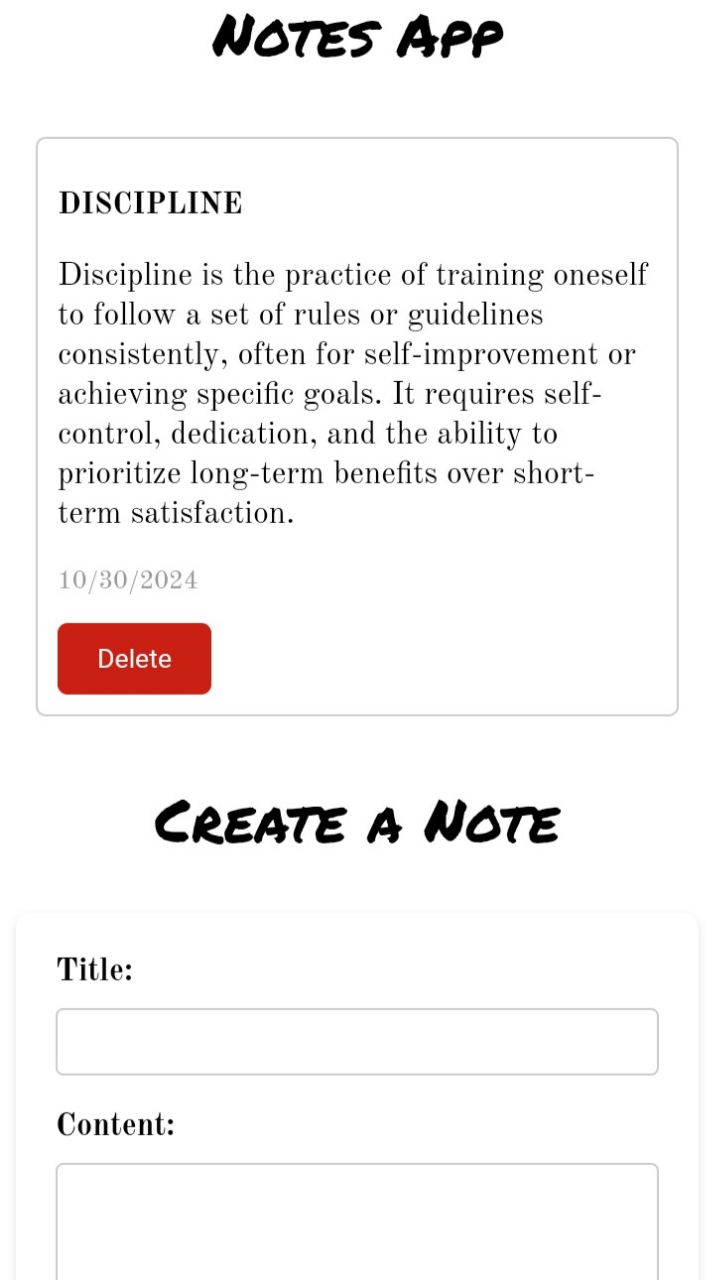 Notes App
DISCIPLINE
Discipline is the practice of training oneself
to follow a set of rules or guidelines
consistently, often for self-improvement or
achieving specific goals. It requires self-
control, dedication, and the ability to
prioritize long-term benefits over short-
term satisfaction.
10/30/2024
Delete
Create a Note
Title:
Content: